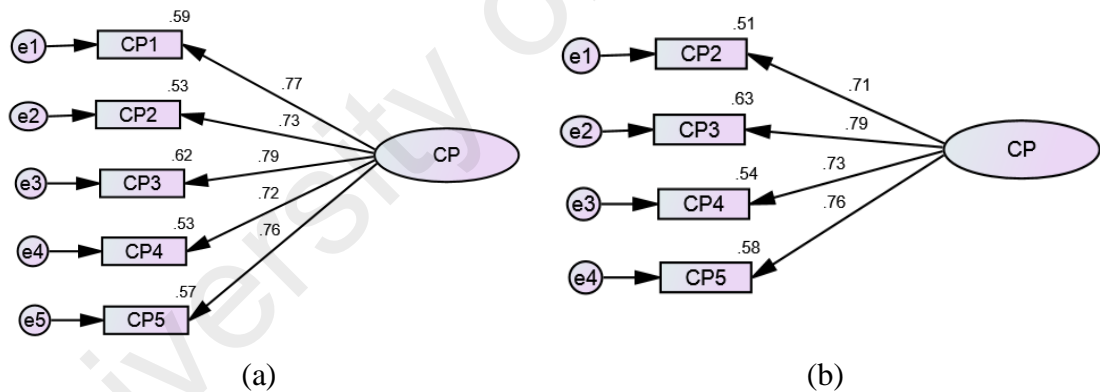 .59
e1 CP1
.77
.53
e2 CP2
.73
.62
e3 CP3
.79
CP
.72
.53
e4 CP4
.76
.57
e5 CP5
(a)
.51
e1 CP2
.71
.63
e2 CP3
.79
CP
.73
.54
e3 CP4
.76
.58
e4 CP5
(b)
iversity o